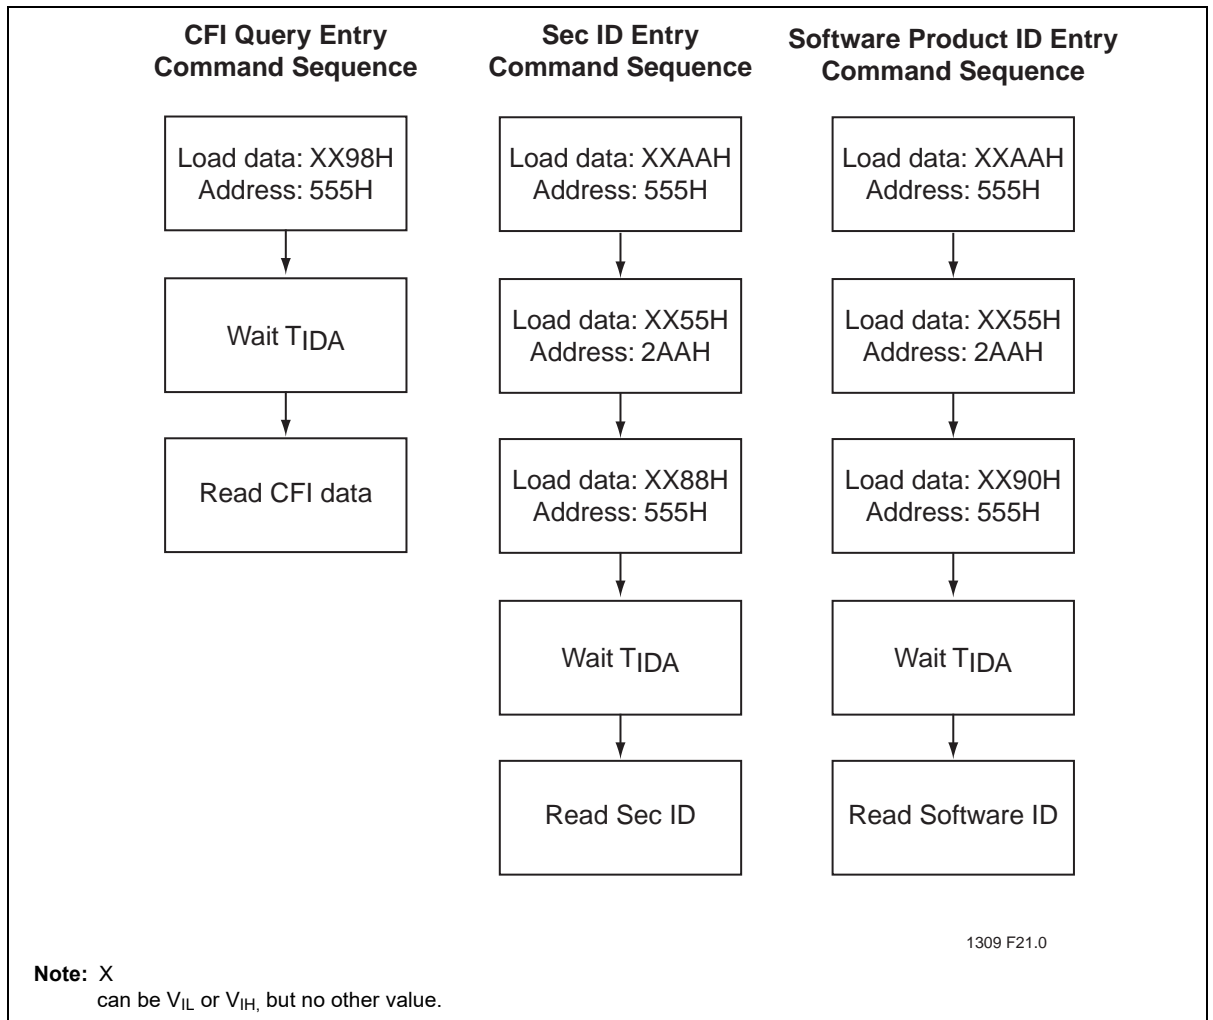 CFI Query Entry
Command Sequence
Load data: XX98H
Address: 555H
Wait TIDA
Read CFI data
Sec ID Entry
Command Sequence
Load data: XXAAH
Address: 555H
Load data: XX55H
Address: 2AAH
Load data: XX88H
Address: 555H
Wait TIDA
Read Sec ID
Software Product ID Entry
Command Sequence
Load data: XXAAH
Address: 555H
Load data: XX55H
Address: 2AAH
Load data: XX90H
Address: 555H
Wait TIDA
Read Software ID
1309 F21.0
Note: X
can be VIL or VIH, but no other value.